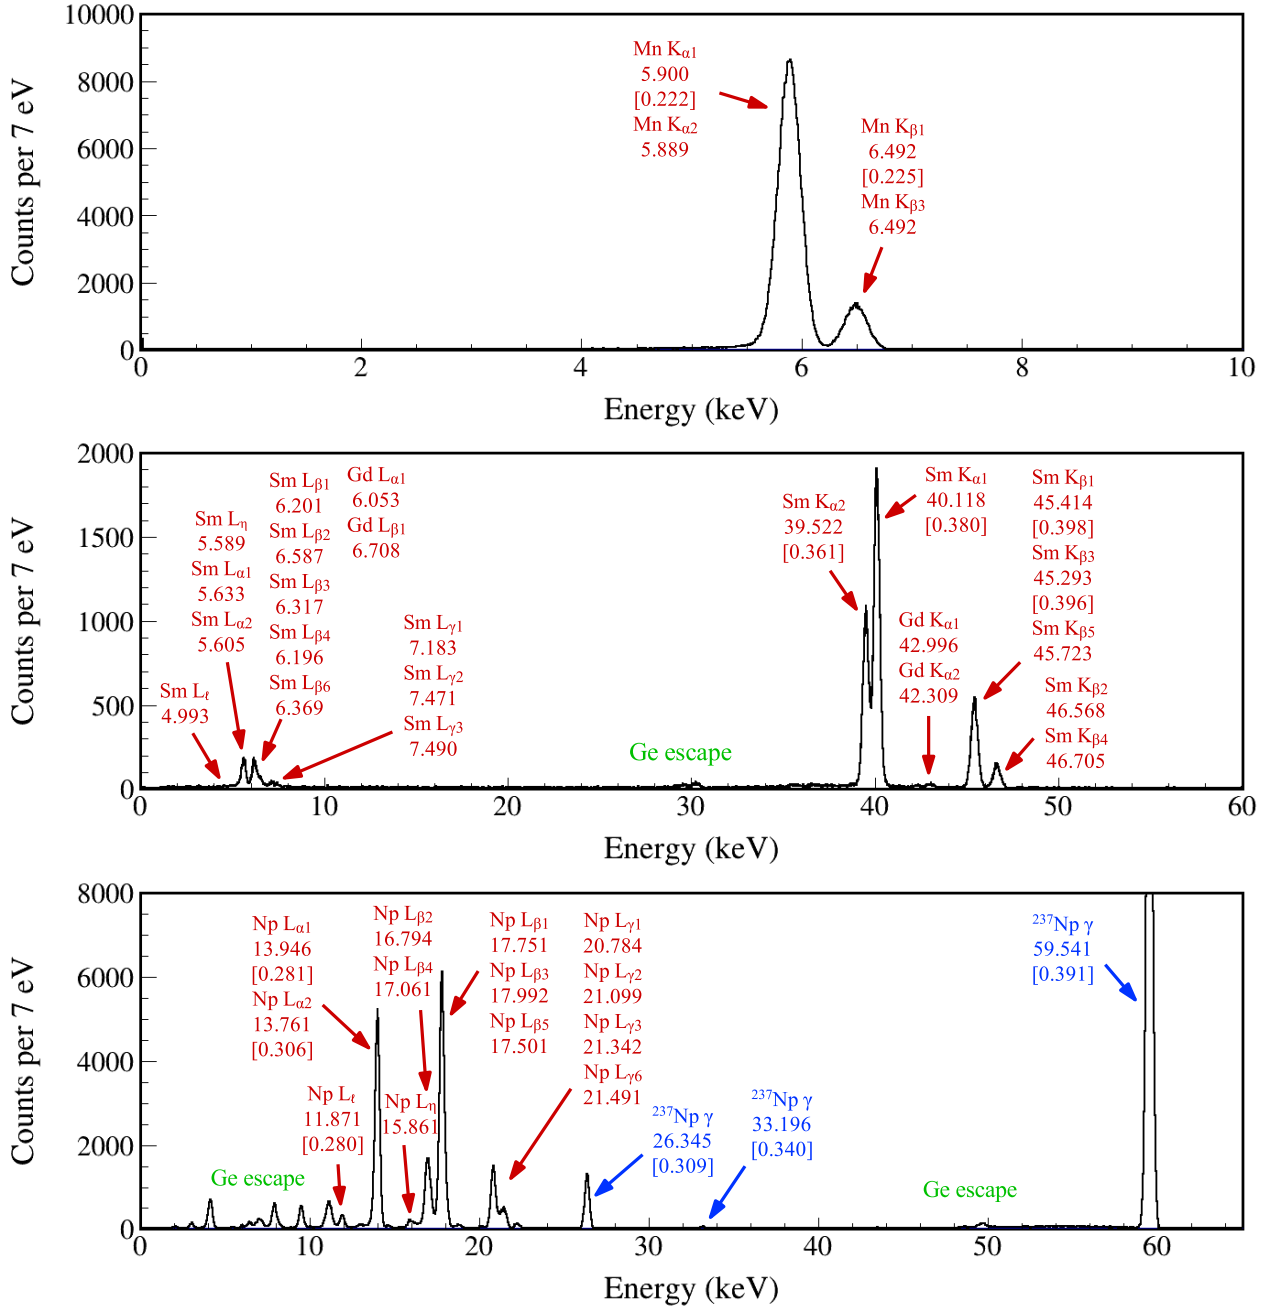 10000
8000
6000
4000
2000
0
Counts per 7 eV
Mn Kα1
5.900
[0.222]
Mn Kα2
5.889
Mn Kβ1
6.492
[0.225]
Mn Kβ3
6.492
0 2 4 6 8 10
Energy (keV)
2000
1500
1000
500
0
Counts per 7 eV
Sm Lℓ
4.993
Sm Lη
5.589
Sm Lα1
5.633
Sm Lα2
5.605
Sm Lβ1
6.201
Sm Lβ2
6.587
Sm Lβ3
6.317
Sm Lβ4
6.196
Sm Lβ6
6.369
Gd Lα1
6.053
Gd Lβ1
6.708
Sm Lγ1
7.183
Sm Lγ2
7.471
Sm Lγ3
7.490
Ge escape
Sm Kα2
39.522
[0.361]
Sm Kα1
40.118
[0.380]
Gd Kα1
42.996
Gd Kα2
42.309
Sm Kβ1
45.414
[0.398]
Sm Kβ3
45.293
[0.396]
Sm Kβ5
45.723
Sm Kβ2
46.568
Sm Kβ4
46.705
0 10 20 30 40 50 60
Energy (keV)
8000
6000
4000
2000
0
Counts per 7 eV
Ge escape
Np Lα1
13.946
[0.281]
Np Lα2
13.761
[0.306]
Np Lℓ
11.871
[0.280]
Np Lβ2
16.794
Np Lβ4
17.061
Np Lη
15.861
Np Lβ1
17.751
Np Lβ3
17.992
Np Lβ5
17.501
Np Lγ1
20.784
Np Lγ2
21.099
Np Lγ3
21.342
Np Lγ6
21.491
237Np γ
26.345
[0.309]
237Np γ
33.196
[0.340]
Ge escape
237Np γ
59.541
[0.391]
0 10 20 30 40 50 60
Energy (keV)